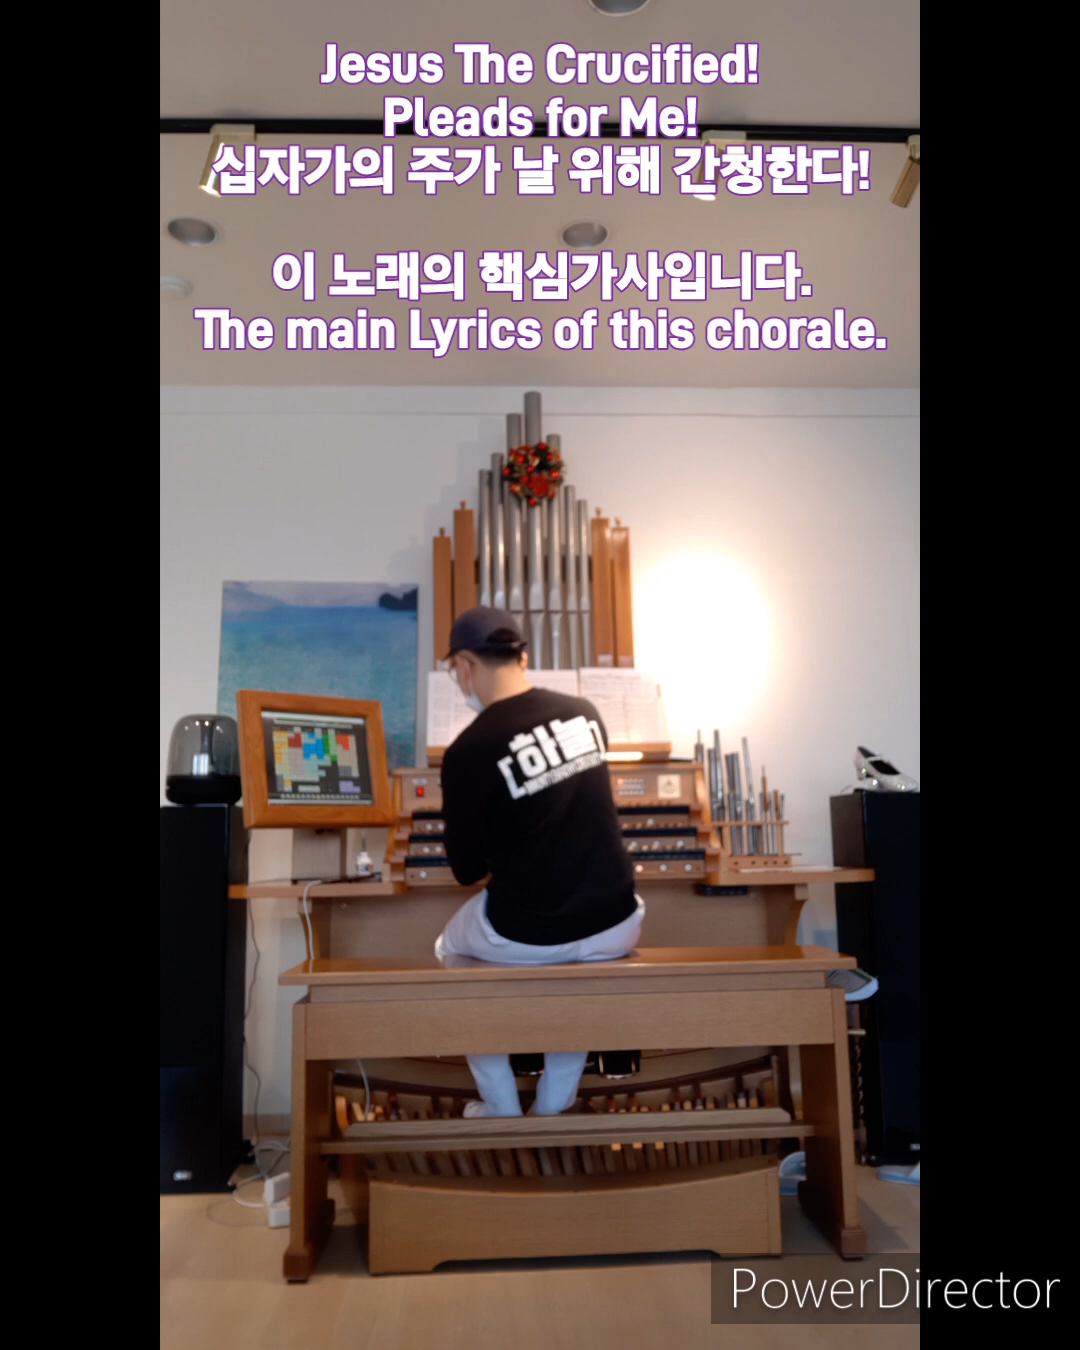 Jesus The Crucified!
Pleads for Me!
십자가의 주가 날 위해 간청한다!
이 노래의 핵심가사입니다.
The main Lyrics of this chorale.
「하늘」
PowerDirector